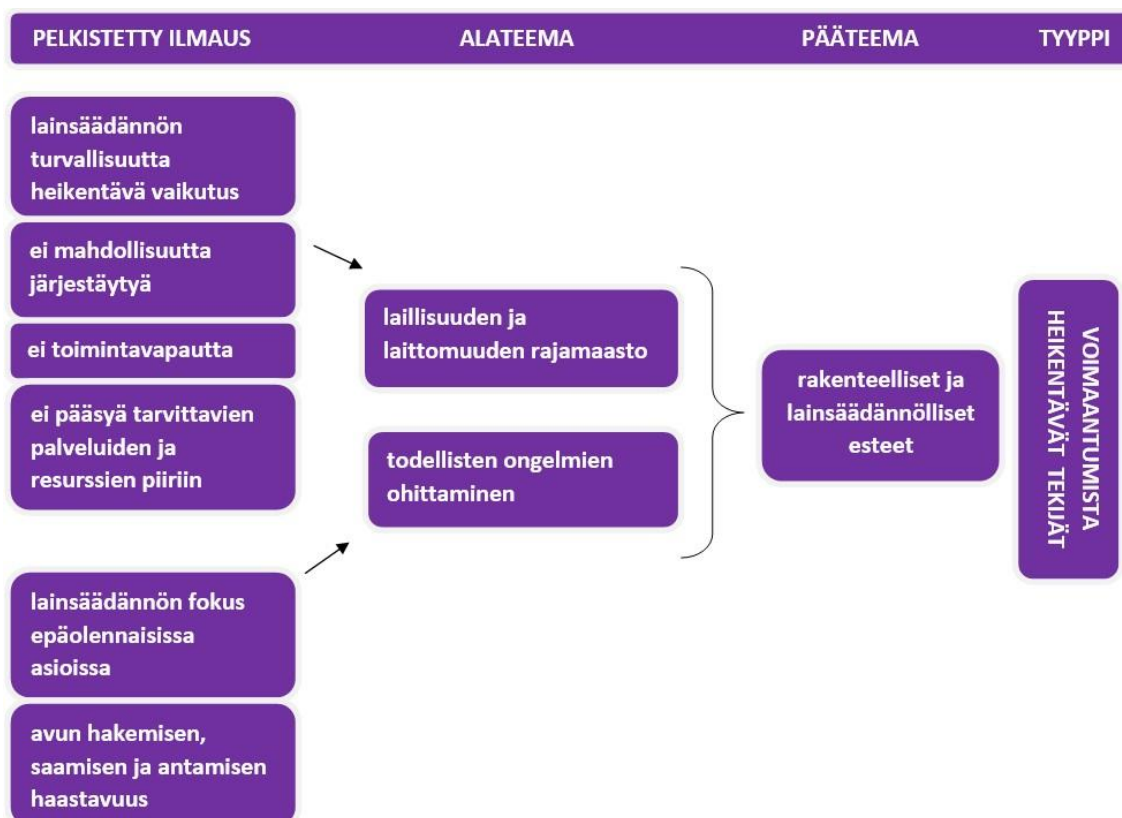 PELKISTETTY ILMAUS ALATEEMA PÄÄTEEMA TYYPPI
lainsäädännön
turvallisuutta
heikentävä vaikutus
ei mahdollisuutta
järjestäytyä
ei toimintavapautta
ei pääsyä tarvittavien
palveluiden ja
resurssien piiriin
lainsäädännön fokus
epäolennaisissa
asioissa
avun hakemisen,
saamisen ja antamisen
haastavuus
laillisuuden ja
laittomuuden rajamaasto
todellisten ongelmien
ohittaminen
rakenteelliset ja
lainsäädännölliset
esteet
VOIMAANTUMISTA
HEIKENTÄVÄT TEKIJÄT